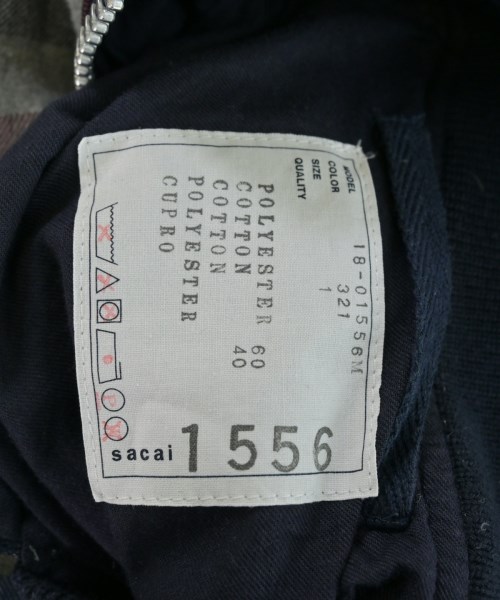 MODEL 18-01556M
COLOR 321
SIZE 1
QUALITY
POLYESTER 60
COTTON 40
COTTON
POLYESTER
CUPRO
sacai 1556